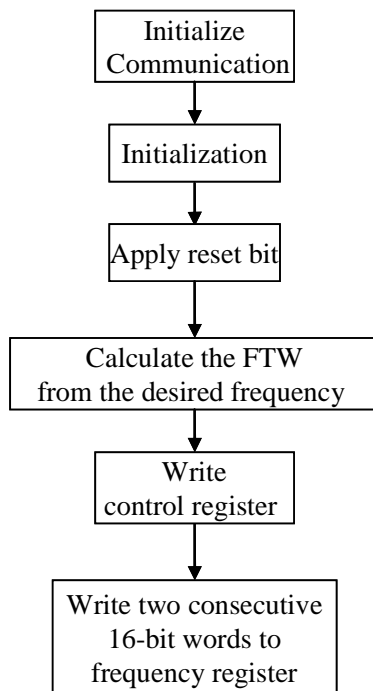 Initialize
Communication
Initialization
Apply reset bit
Calculate the FTW
from the desired frequency
Write
control register
Write two consecutive
16-bit words to
frequency register